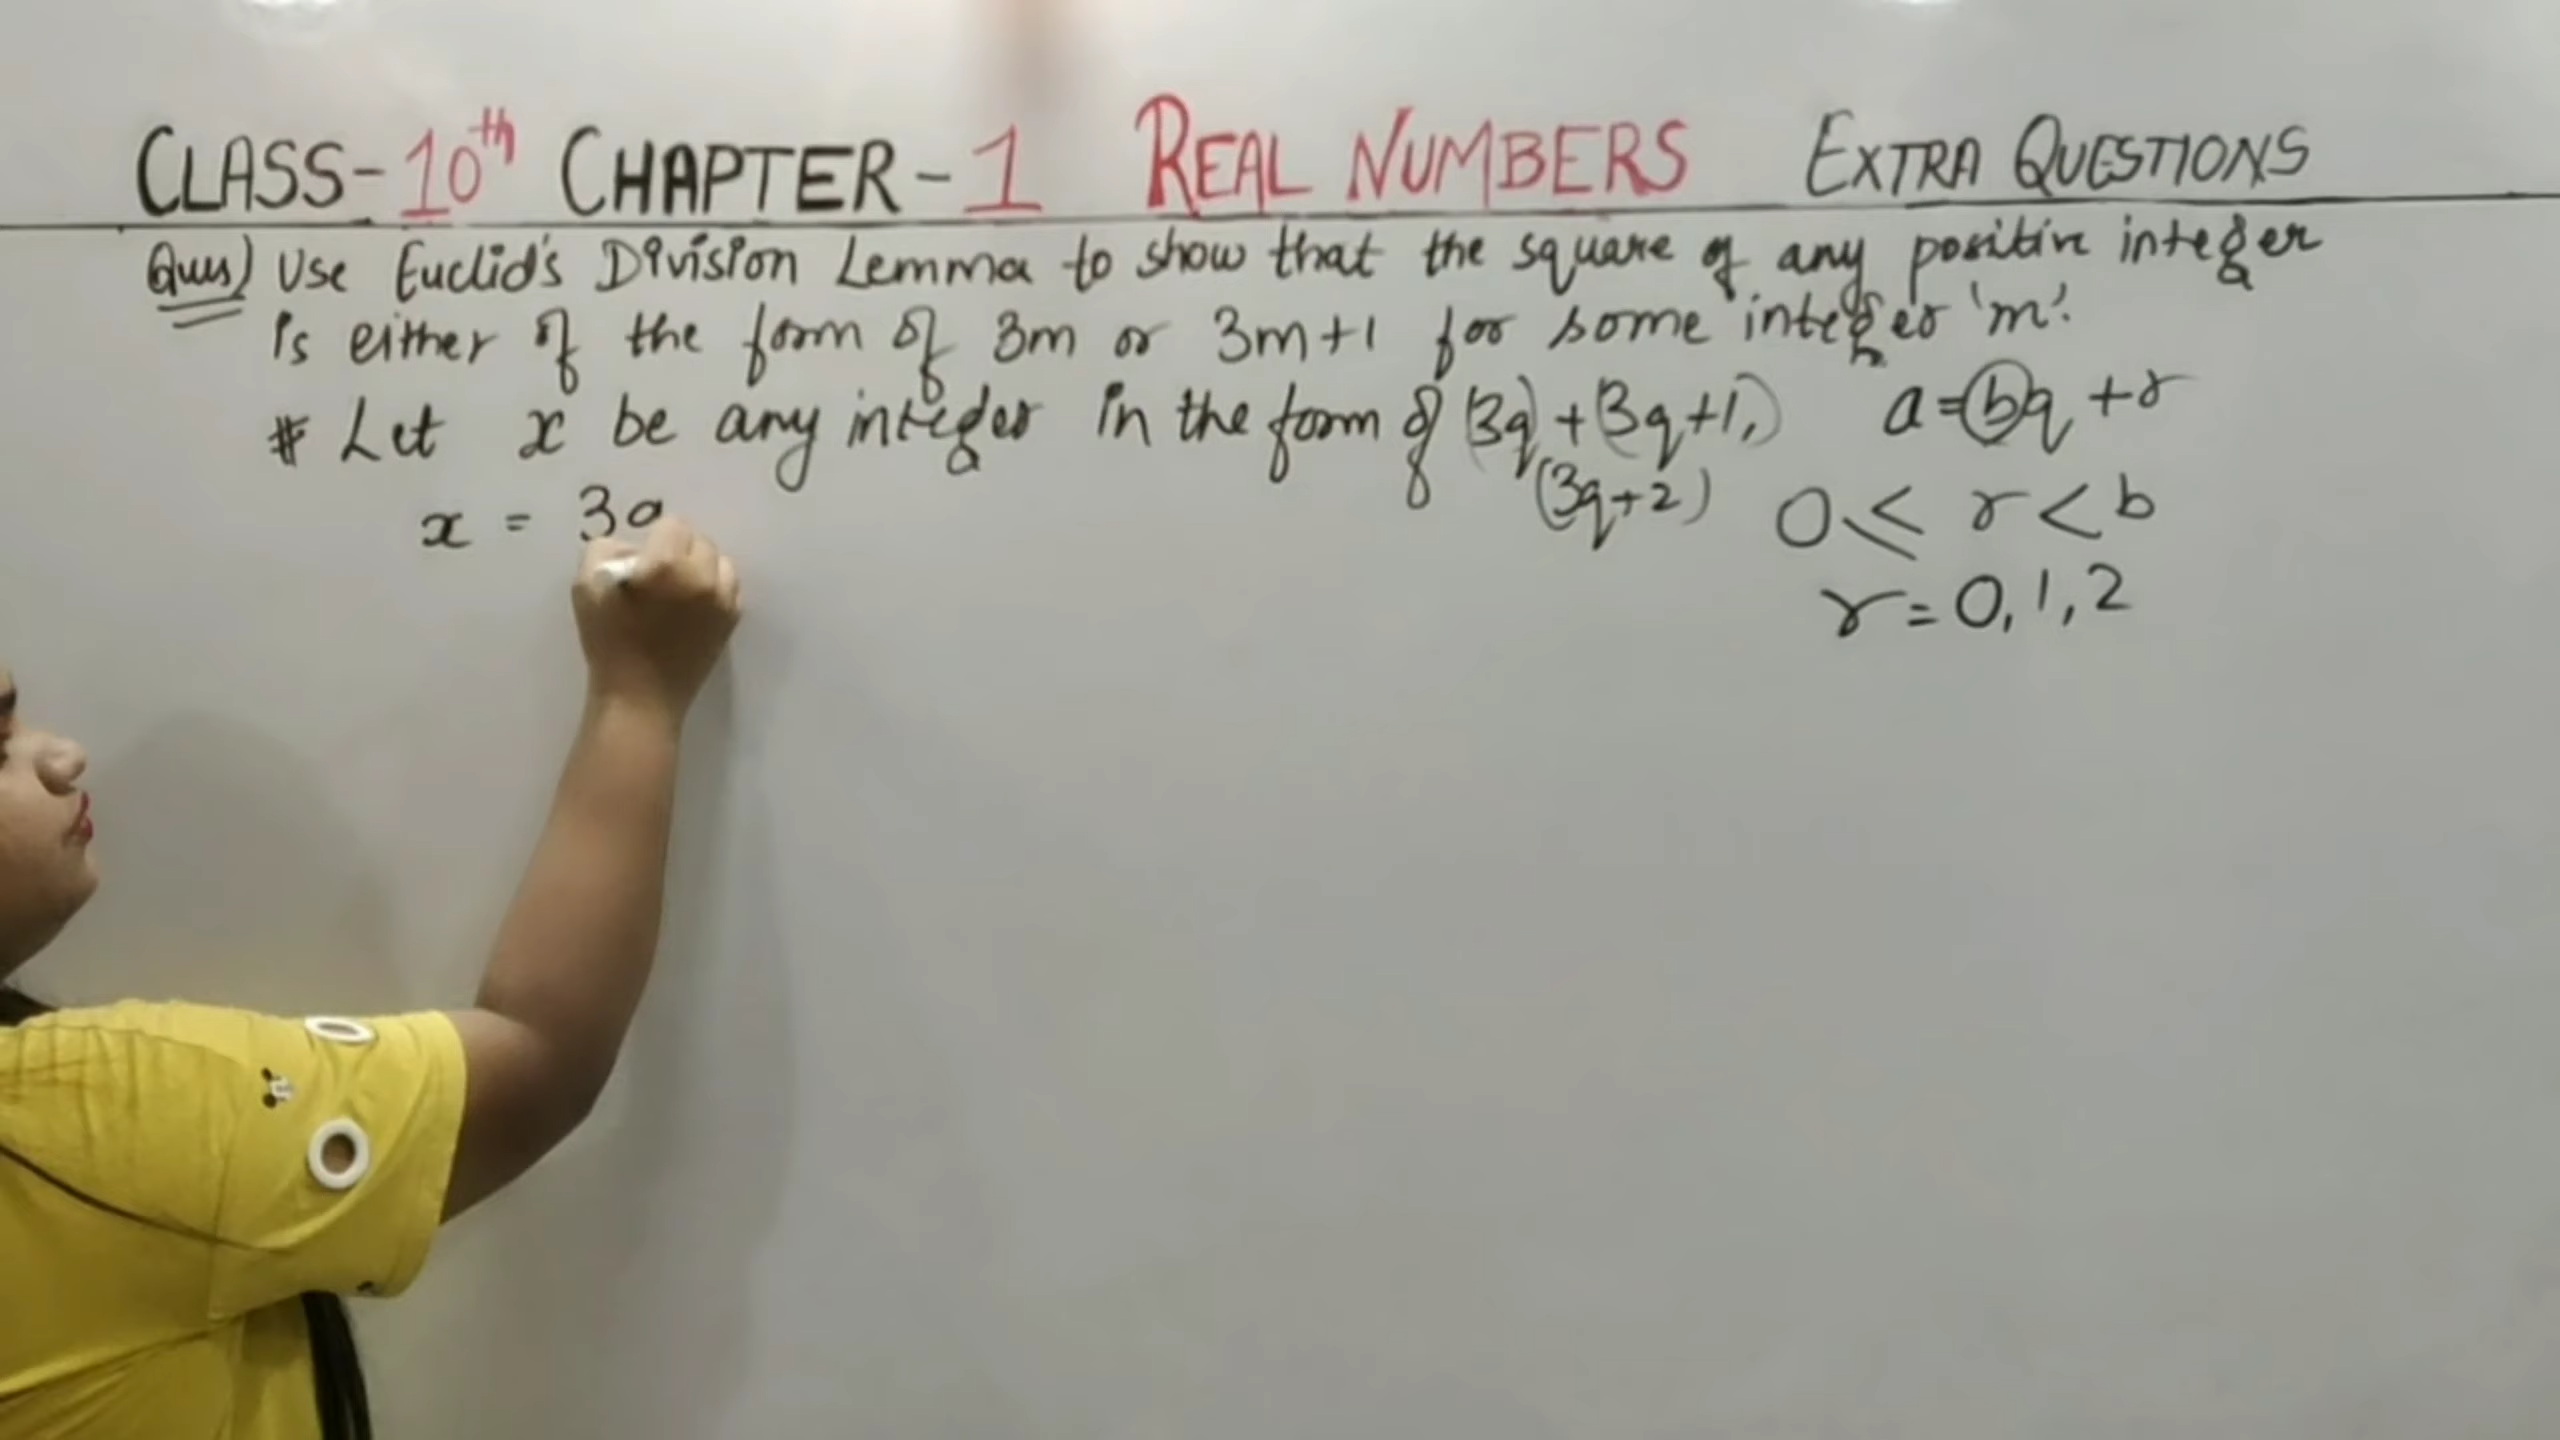 CLASS-10th CHAPTER-1 REAL NUMBERS EXTRA QUESTIONS
Ques) Use Euclid's Division Lemma to show that the square of any positive integer
is either of the form of 3m or 3m+1 for some integer 'm'.
# Let x be any integer in the form of (3q) + (3q+1,)
(3q+2)
x = 3q
a = bq + r
0 ≤ r < b
r = 0, 1, 2